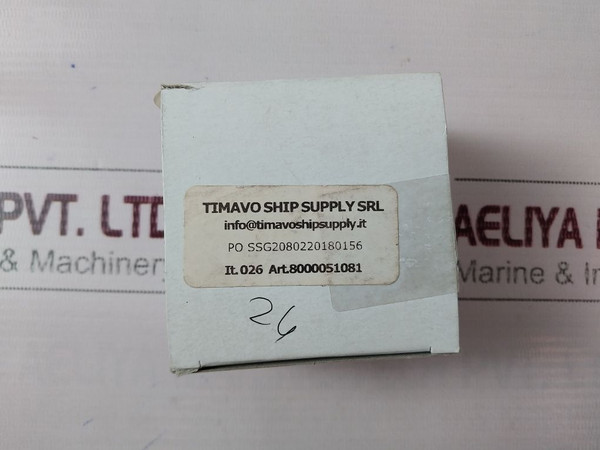 TIMAVO SHIP SUPPLY SRL
info@timavoshipsupply.it
PO SSG2080220180156
It.026 Art.8000051081
26
PVT. LTD
& Machinery
AELIYA
Marine & In